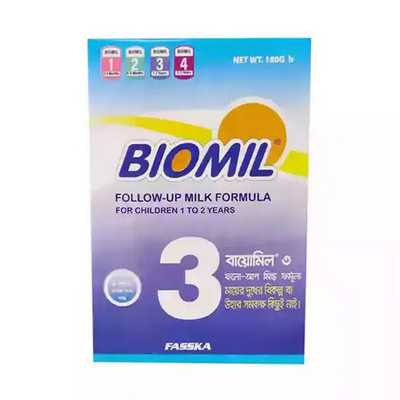 BIOMIL BIOMIL BIOMIL BIOMIL
1 2 3 4
NET WT. 180G
BIOMIL®
FOLLOW-UP MILK FORMULA
FOR CHILDREN 1 TO 2 YEARS
3
বায়োমিল® ৩
ফলো-আপ মিল্ক ফর্মুলা
মায়ের দুধের বিকল্প বা
উহার সমকক্ষ কিছুই নাই।
FASSKA